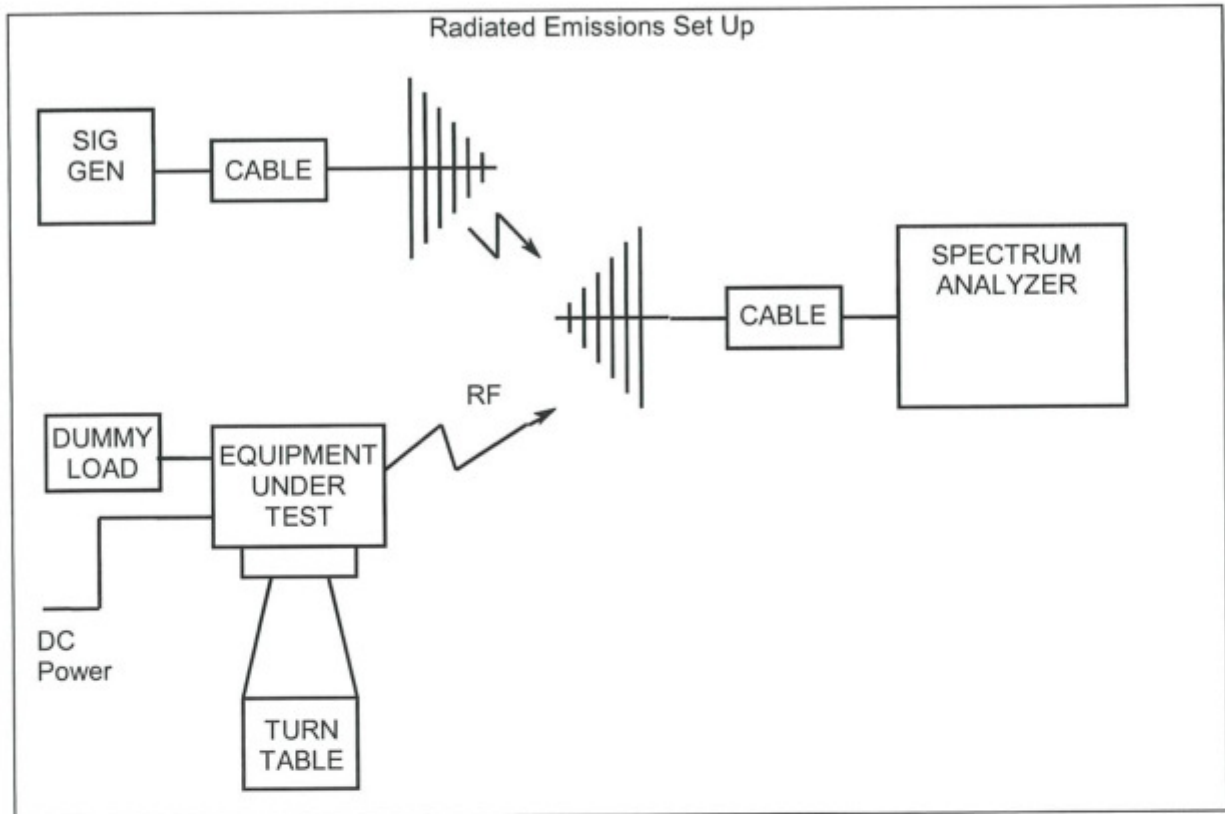 Radiated Emissions Set Up
SIG
GEN
CABLE
SPECTRUM
ANALYZER
CABLE
RF
DUMMY
LOAD
EQUIPMENT
UNDER
TEST
DC
Power
TURN
TABLE